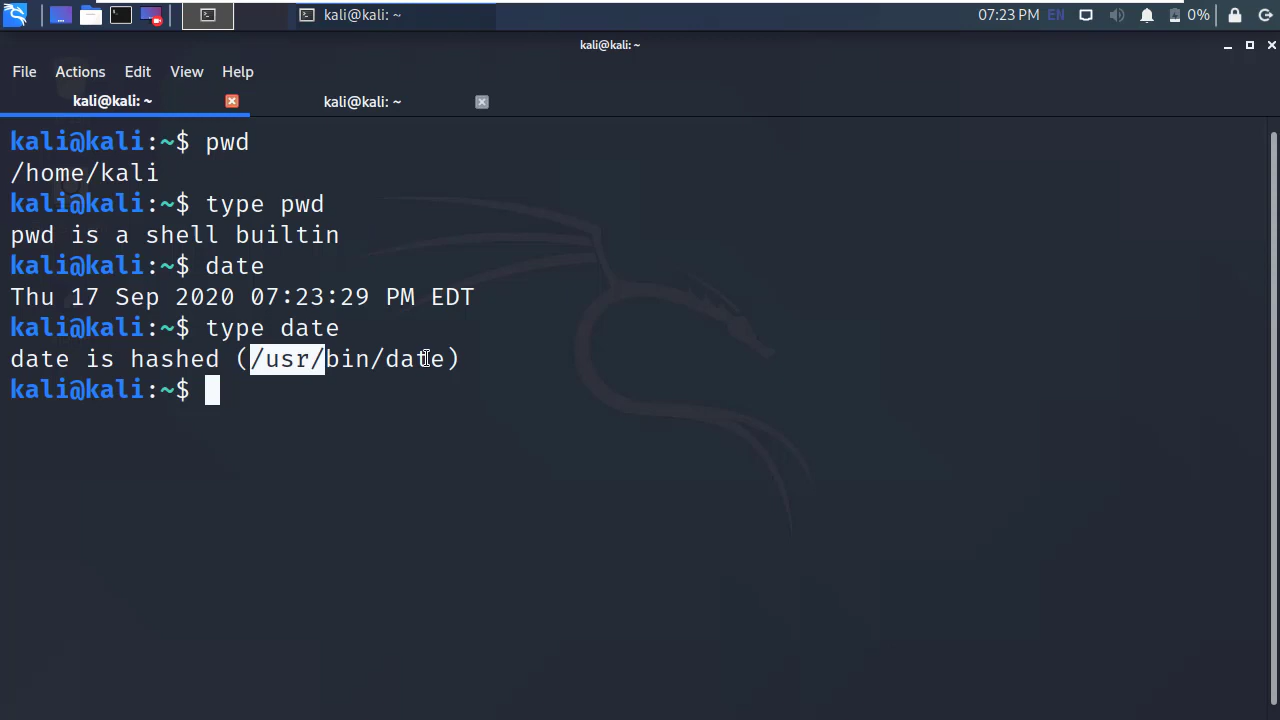 kali@kali: ~
07:23 PM
EN
0%
kali@kali: ~
File Actions Edit View Help
kali@kali: ~
kali@kali: ~
kali@kali:~$ pwd
/home/kali
kali@kali:~$ type pwd
pwd is a shell builtin
kali@kali:~$ date
Thu 17 Sep 2020 07:23:29 PM EDT
kali@kali:~$ type date
date is hashed (/usr/bin/date)
kali@kali:~$